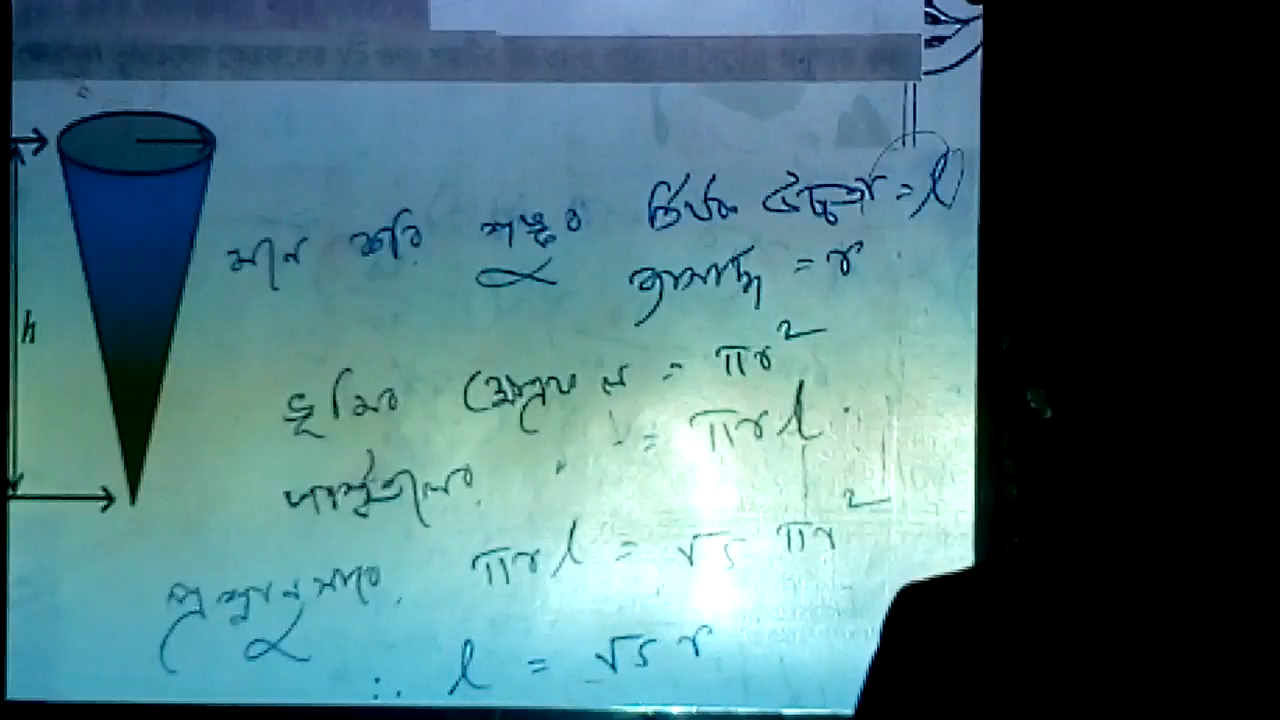 মনে করি শঙ্কুর তির্যক উচ্চতা = l
ব্যাসার্ধ = r
h
ভূমির ক্ষেত্রফল = πr²
পার্শ্বতলের " = πrl
প্রশ্নানুসারে, πrl = √5 πr²
∴ l = √5 r